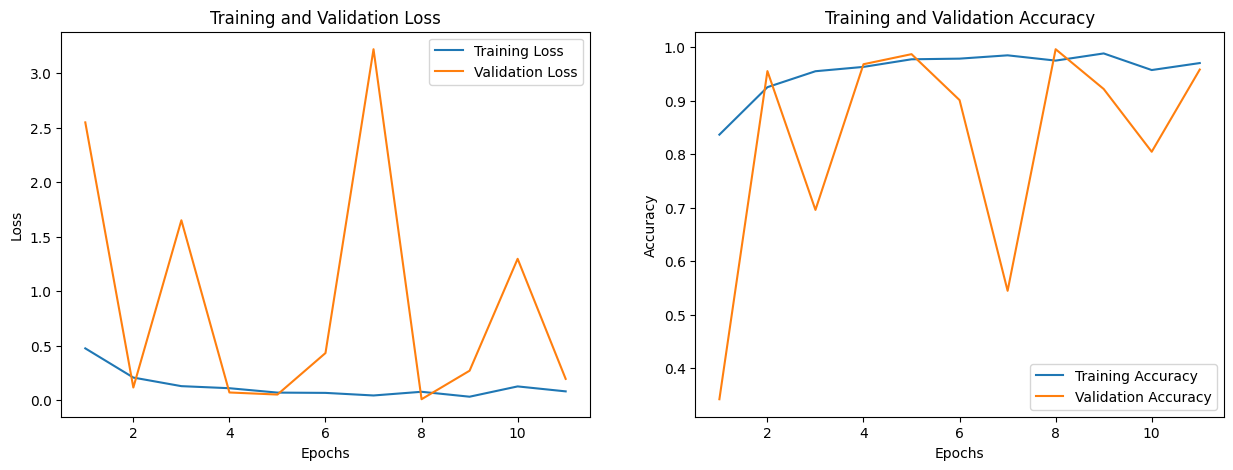 Training and Validation Loss
Training Loss
Validation Loss
3.0
2.5
2.0
1.5
1.0
0.5
0.0
Loss
2 4 6 8 10
Epochs
Training and Validation Accuracy
1.0
0.9
0.8
0.7
0.6
0.5
0.4
Accuracy
Training Accuracy
Validation Accuracy
2 4 6 8 10
Epochs